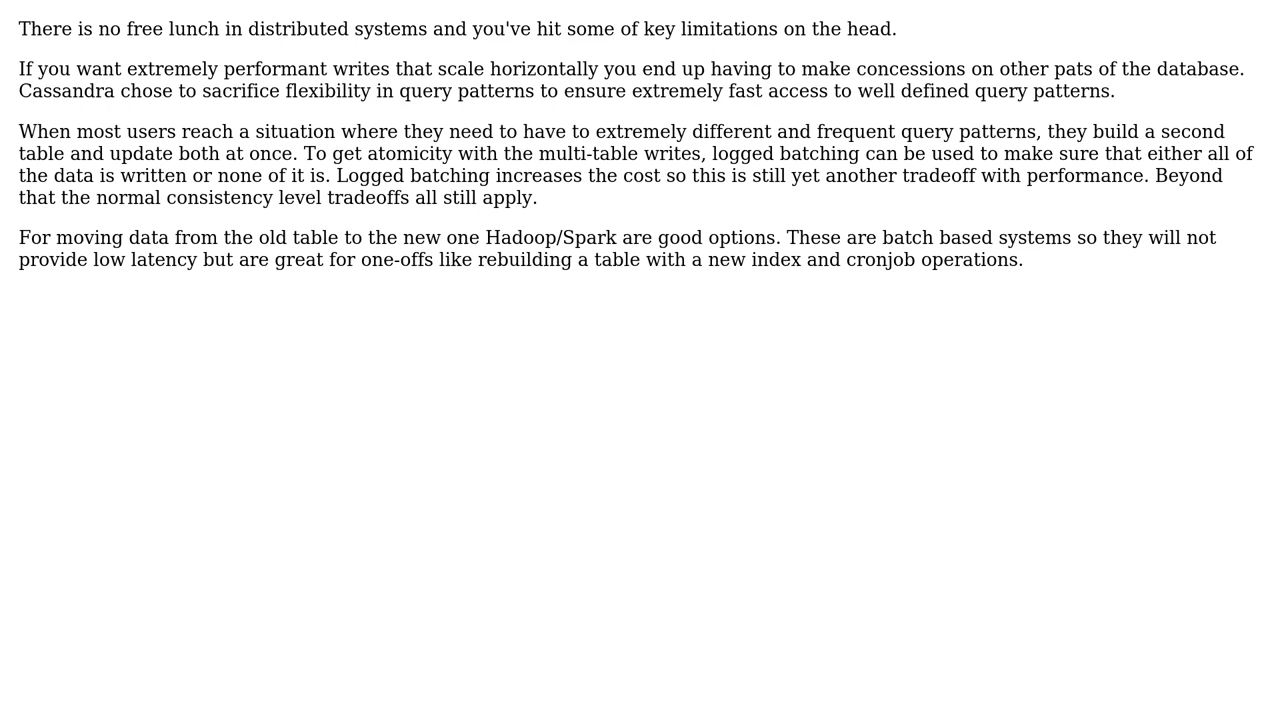 There is no free lunch in distributed systems and you've hit some of key limitations on the head.
If you want extremely performant writes that scale horizontally you end up having to make concessions on other pats of the database.
Cassandra chose to sacrifice flexibility in query patterns to ensure extremely fast access to well defined query patterns.
When most users reach a situation where they need to have to extremely different and frequent query patterns, they build a second
table and update both at once. To get atomicity with the multi-table writes, logged batching can be used to make sure that either all of
the data is written or none of it is. Logged batching increases the cost so this is still yet another tradeoff with performance. Beyond
that the normal consistency level tradeoffs all still apply.
For moving data from the old table to the new one Hadoop/Spark are good options. These are batch based systems so they will not
provide low latency but are great for one-offs like rebuilding a table with a new index and cronjob operations.